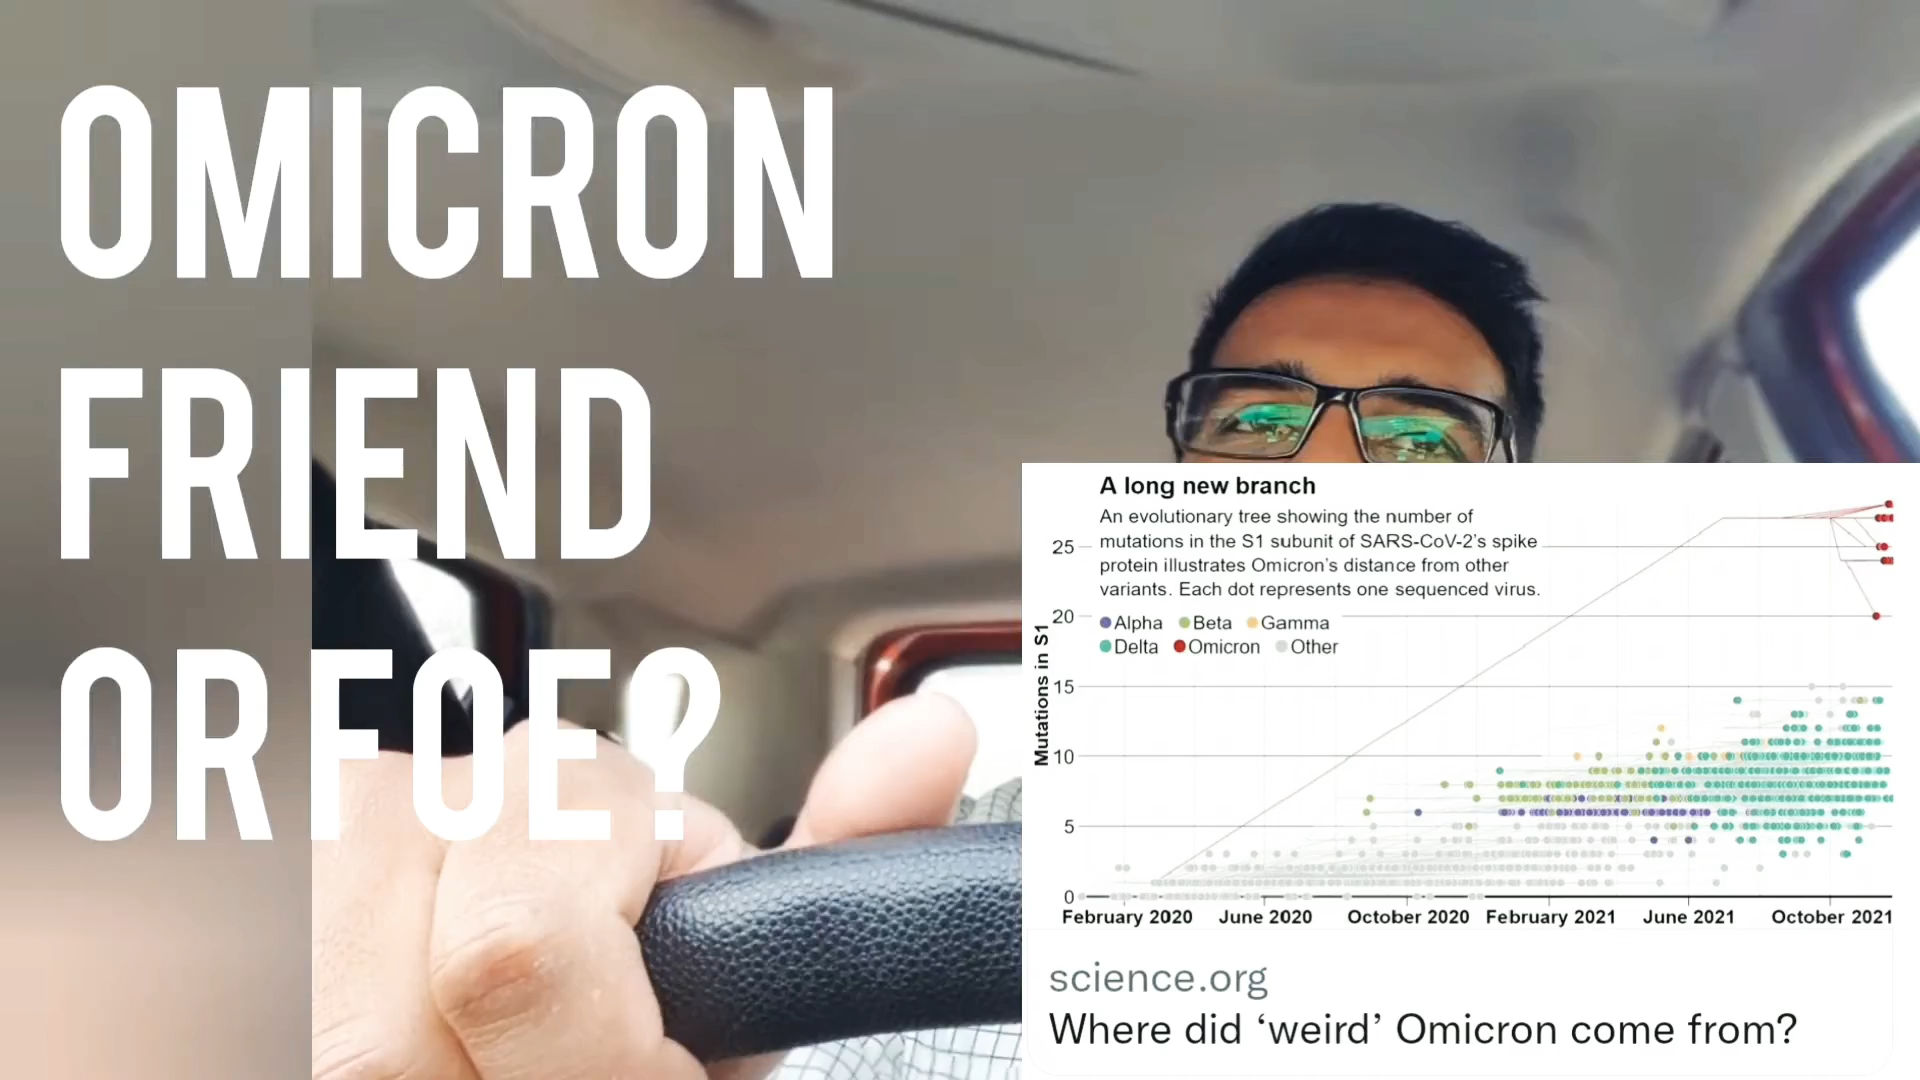 OMICRON
FRIEND
OR FOE?
A long new branch
An evolutionary tree showing the number of
mutations in the S1 subunit of SARS-CoV-2's spike
protein illustrates Omicron's distance from other
variants. Each dot represents one sequenced virus.
Alpha Beta Gamma
Delta Omicron Other
Mutations in S1
25
20
15
10
5
0
February 2020 June 2020 October 2020 February 2021 June 2021 October 2021
science.org
Where did ‘weird’ Omicron come from?